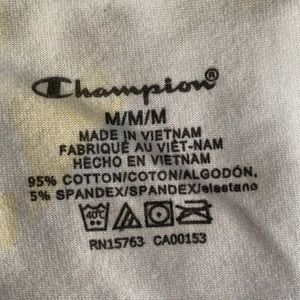 Champion®
M/M/M
MADE IN VIETNAM
FABRIQUÉ AU VIÊT-NAM
HECHO EN VIETNAM
95% COTTON/COTON/ALGODÓN.
5% SPANDEX/SPANDEX/elastano
40°C
RN15763 CA00153